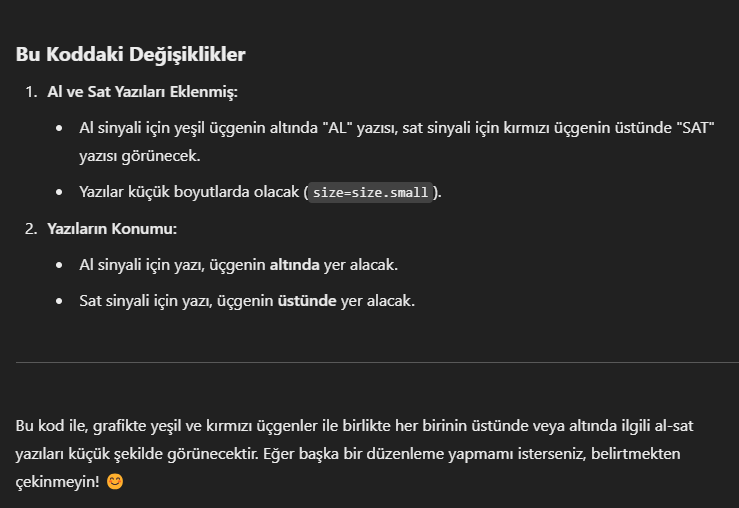 Bu Koddaki Değişiklikler
1. Al ve Sat Yazıları Eklenmiş:
• Al sinyali için yeşil üçgenin altında "AL" yazısı, sat sinyali için kırmızı üçgenin üstünde "SAT"
yazısı görünecek.
• Yazılar küçük boyutlarda olacak (size=size.small).
2. Yazıların Konumu:
• Al sinyali için yazı, üçgenin altında yer alacak.
• Sat sinyali için yazı, üçgenin üstünde yer alacak.
Bu kod ile, grafikte yeşil ve kırmızı üçgenler ile birlikte her birinin üstünde veya altında ilgili al-sat
yazıları küçük şekilde görünecektir. Eğer başka bir düzenleme yapmamı isterseniz, belirtmekten
çekinmeyin! 😊